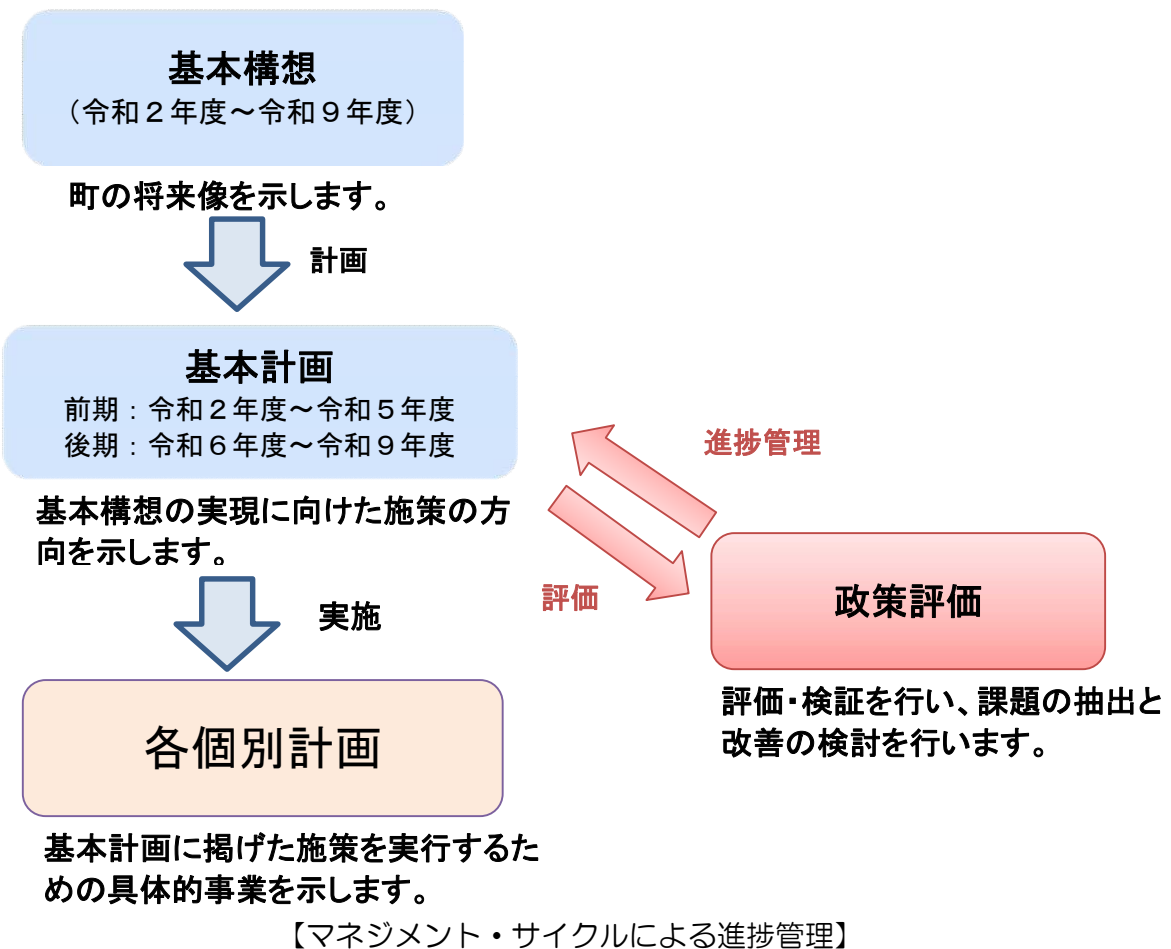 基本構想
（令和２年度～令和９年度）
町の将来像を示します。
計画
基本計画
前期：令和２年度～令和５年度
後期：令和６年度～令和９年度
基本構想の実現に向けた施策の方
向を示します。
実施
各個別計画
基本計画に掲げた施策を実行するた
めの具体的事業を示します。
進捗管理
評価
政策評価
評価・検証を行い、課題の抽出と
改善の検討を行います。
【マネジメント・サイクルによる進捗管理】